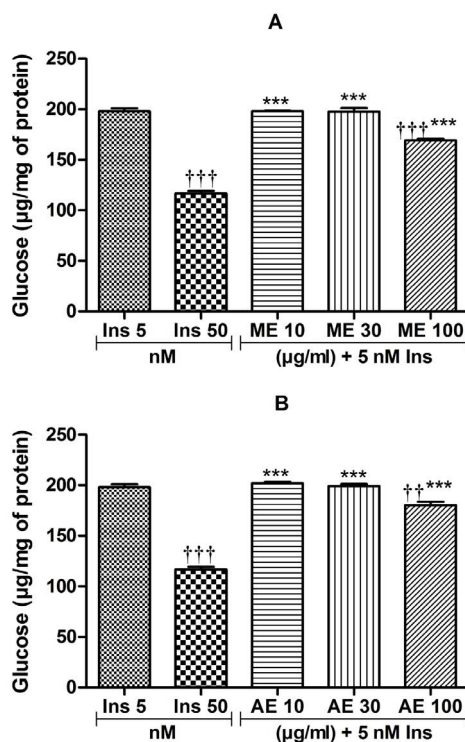 A
Glucose (µg/mg of protein)
250
200
150
100
50
0
†††
***
***
†††***
Ins 5 Ins 50 ME 10 ME 30 ME 100
nM (µg/ml) + 5 nM Ins
B
Glucose (µg/mg of protein)
250
200
150
100
50
0
†††
***
***
††***
Ins 5 Ins 50 AE 10 AE 30 AE 100
nM (µg/ml) + 5 nM Ins